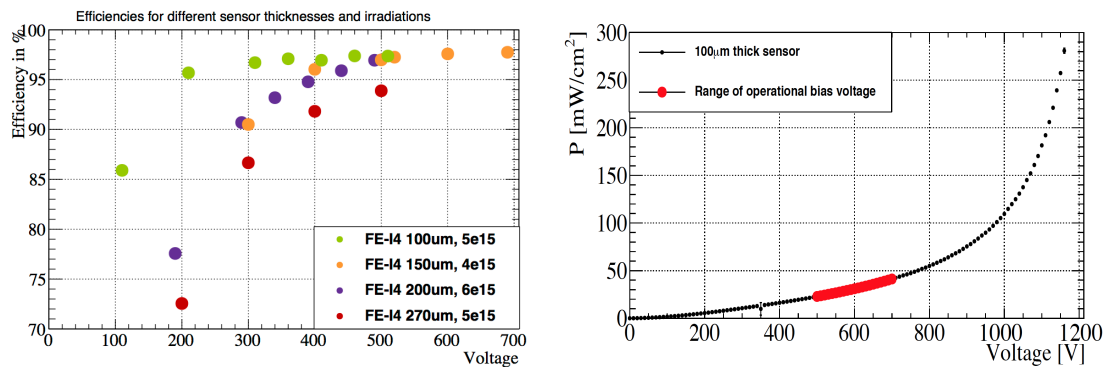 Efficiencies for different sensor thicknesses and irradiations
Efficiency in %
100
95
90
85
80
75
70
0
100
200
300
400
500
600
700
Voltage
FE-I4 100um, 5e15
FE-I4 150um, 4e15
FE-I4 200um, 6e15
FE-I4 270um, 5e15
P [mW/cm²]
300
250
200
150
100
50
0
0
200
400
600
800
1000
1200
Voltage [V]
100μm thick sensor
Range of operational bias voltage